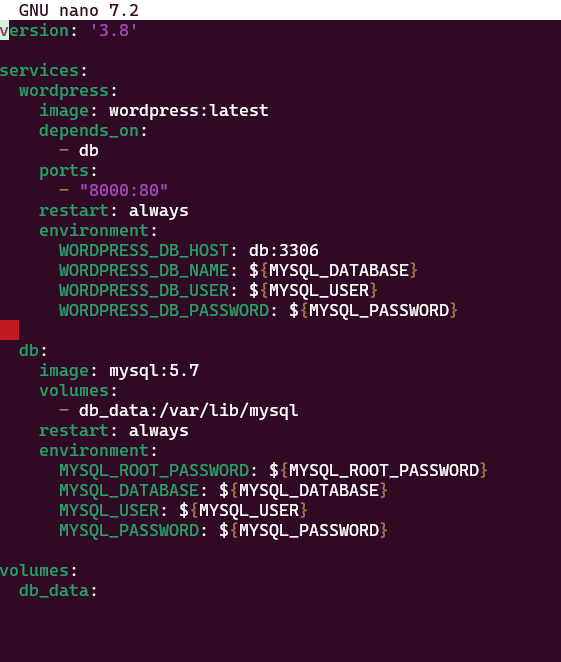 GNU nano 7.2
version: '3.8'

services:
  wordpress:
    image: wordpress:latest
    depends_on:
      - db
    ports:
      - "8000:80"
    restart: always
    environment:
      WORDPRESS_DB_HOST: db:3306
      WORDPRESS_DB_NAME: ${MYSQL_DATABASE}
      WORDPRESS_DB_USER: ${MYSQL_USER}
      WORDPRESS_DB_PASSWORD: ${MYSQL_PASSWORD}

  db:
    image: mysql:5.7
    volumes:
      - db_data:/var/lib/mysql
    restart: always
    environment:
      MYSQL_ROOT_PASSWORD: ${MYSQL_ROOT_PASSWORD}
      MYSQL_DATABASE: ${MYSQL_DATABASE}
      MYSQL_USER: ${MYSQL_USER}
      MYSQL_PASSWORD: ${MYSQL_PASSWORD}

volumes:
  db_data: